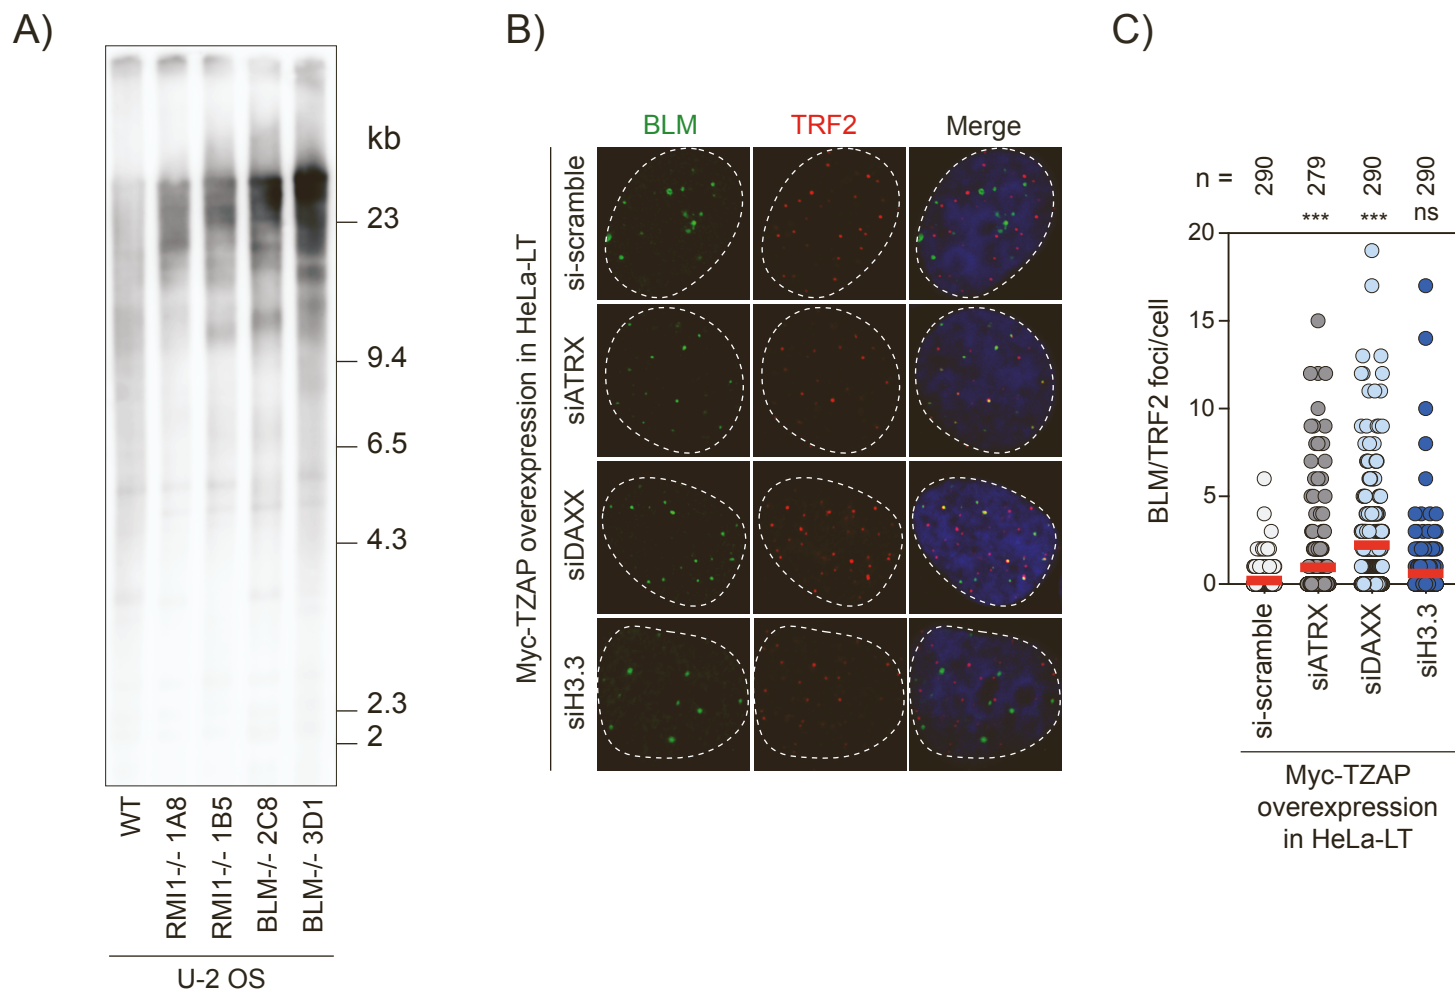 A)
kb
23
9.4
6.5
4.3
2.3
2
WT
RMI1-/- 1A8
RMI1-/- 1B5
BLM-/- 2C8
BLM-/- 3D1
U-2 OS
B)
BLM
TRF2
Merge
Myc-TZAP overexpression in HeLa-LT
si-scramble
siATRX
siDAXX
siH3.3
C)
n =
290
279
290
290
***
***
ns
BLM/TRF2 foci/cell
20
15
10
5
0
si-scramble
siATRX
siDAXX
siH3.3
Myc-TZAP
overexpression
in HeLa-LT